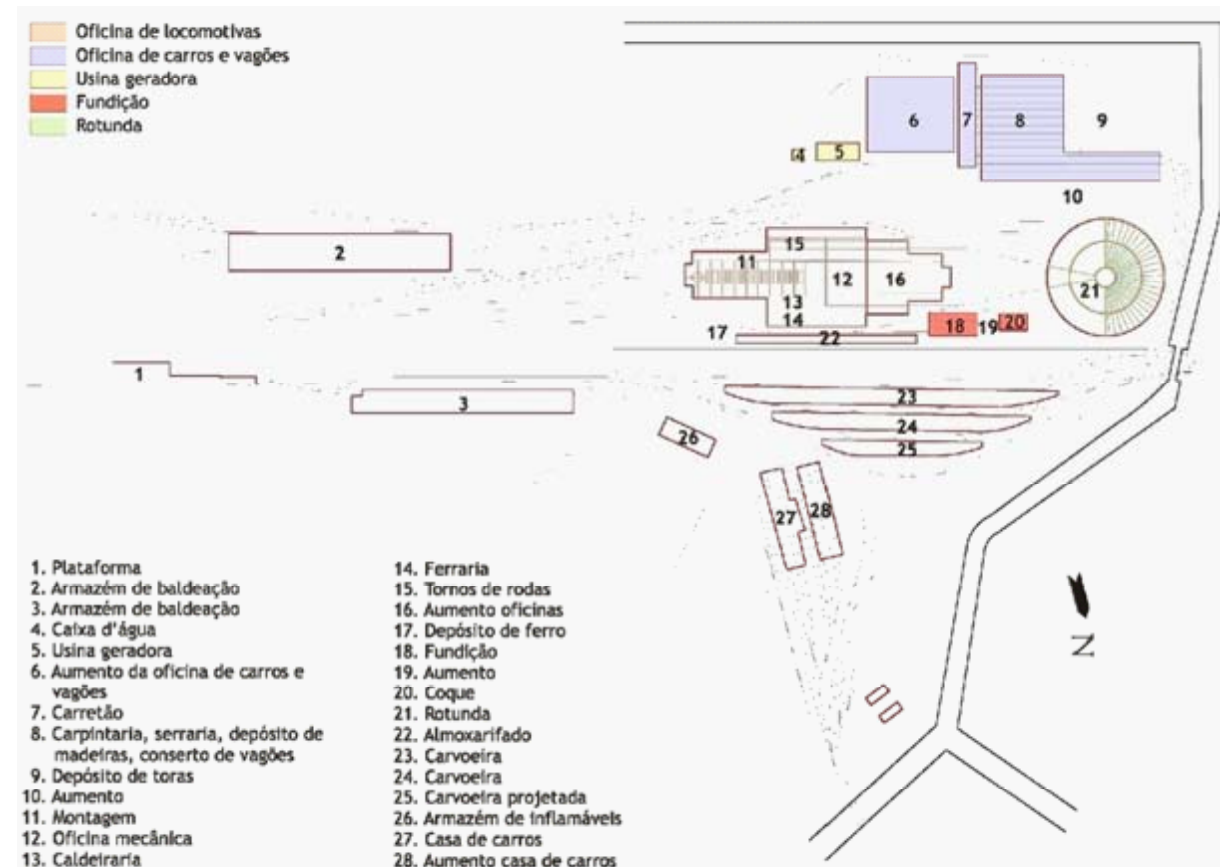 Oficina de locomotivas
Oficina de carros e vagões
Usina geradora
Fundição
Rotunda
6
7
8
9
4
5
10
2
15
11
12
16
13
14
21
17
22
18
19
20
1
3
23
24
25
26
27
28
N
1. Plataforma
2. Armazém de baldeação
3. Armazém de baldeação
4. Caixa d'água
5. Usina geradora
6. Aumento da oficina de carros e
vagões
7. Carretão
8. Carpintaria, serraria, depósito de
madeiras, conserto de vagões
9. Depósito de toras
10. Aumento
11. Montagem
12. Oficina mecânica
13. Caldeiraria
14. Ferraria
15. Tornos de rodas
16. Aumento oficinas
17. Depósito de ferro
18. Fundição
19. Aumento
20. Coque
21. Rotunda
22. Almoxarifado
23. Carvoeira
24. Carvoeira
25. Carvoeira projetada
26. Armazém de inflamáveis
27. Casa de carros
28. Aumento casa de carros